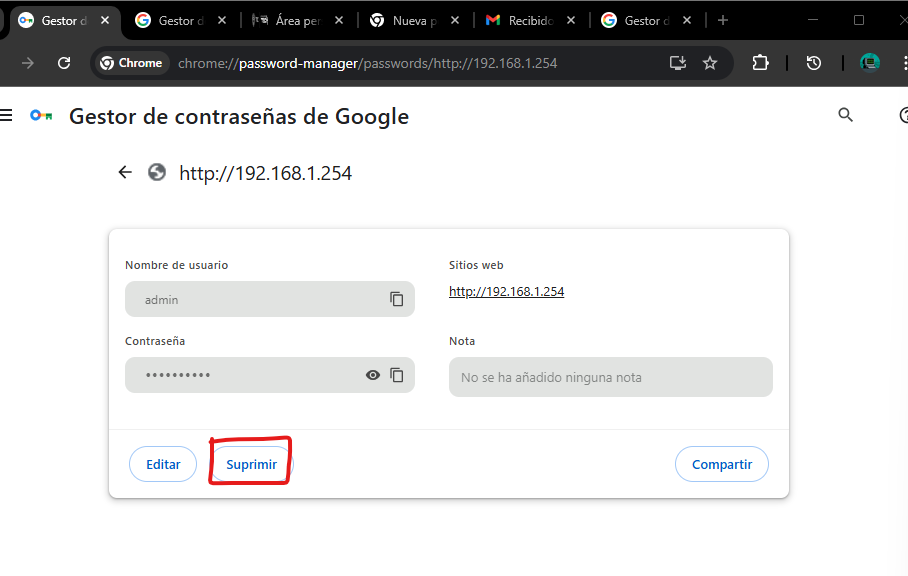 Gestor d
Gestor d
Área per
Nueva p
Recibido
Gestor d
Chrome
chrome://password-manager/passwords/http://192.168.1.254
Gestor de contraseñas de Google
http://192.168.1.254
Nombre de usuario
Sitios web
admin
http://192.168.1.254
Contraseña
Nota
••••••••••
No se ha añadido ninguna nota
Editar
Suprimir
Compartir